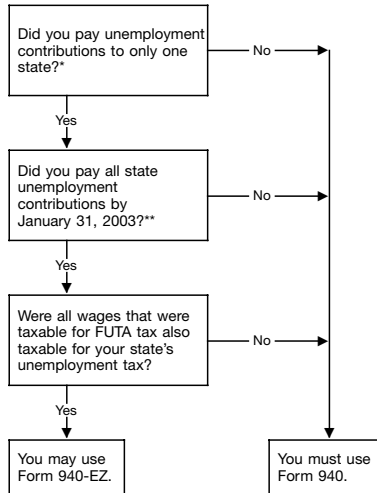 Did you pay unemployment
contributions to only one
state?*
No
Yes
Did you pay all state
unemployment
contributions by
January 31, 2003?**
No
Yes
Were all wages that were
taxable for FUTA tax also
taxable for your state's
unemployment tax?
No
Yes
You may use
Form 940-EZ.
You must use
Form 940.